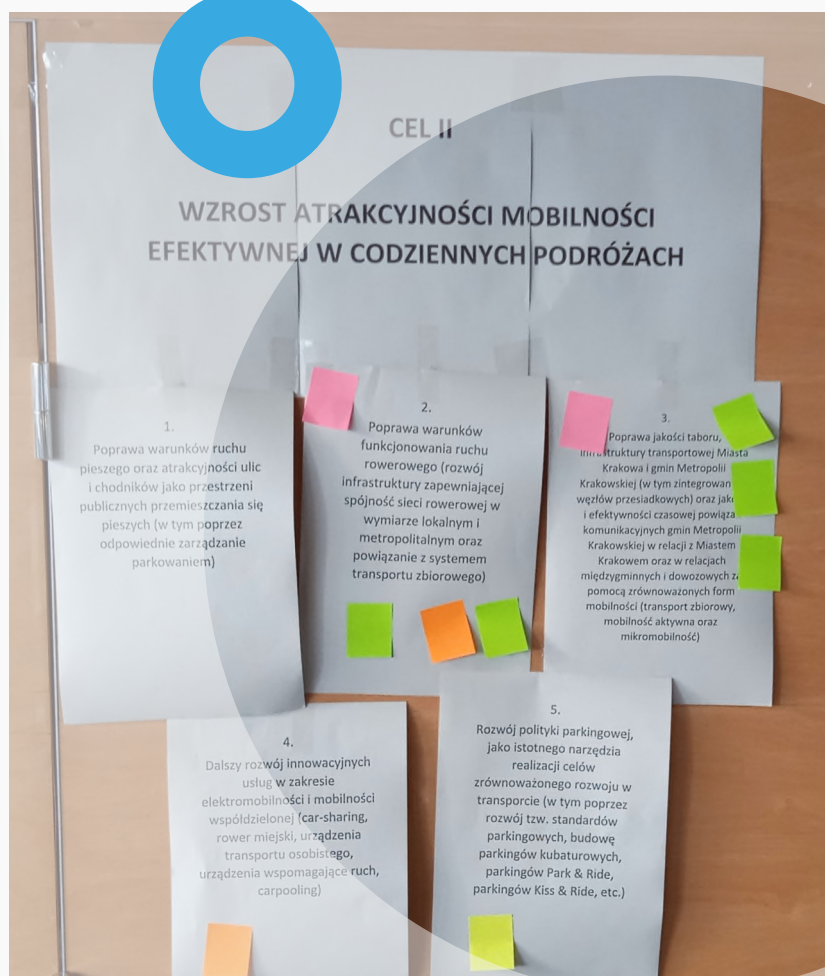 CEL II
WZROST ATRAKCYJNOŚCI MOBILNOŚCI
EFEKTYWNEJ W CODZIENNYCH PODRÓŻACH
1.
Poprawa warunków ruchu
pieszego oraz atrakcyjności ulic
i chodników jako przestrzeni
publicznych przemieszczania się
pieszych (w tym poprzez
odpowiednie zarządzanie
parkowaniem)
2.
Poprawa warunków
funkcjonowania ruchu
rowerowego (rozwój
infrastruktury zapewniającej
spójność sieci rowerowej w
wymiarze lokalnym i
metropolitalnym oraz
powiązanie z systemem
transportu zbiorowego)
3.
Poprawa jakości taboru,
transportowej Miasta
Krakowa i gmin Metropolii
Krakowskiej (w tym
węzłów przesiadkowych) oraz
i efektywności czasowej
komunikacyjnych gmin Metropolii
Krakowskiej w relacji z Miastem
Krakowem oraz w relacjach
międzygminnych i dowozowych
pomocą zrównoważonych form
mobilności (transport zbiorowy,
mobilność aktywna oraz
mikromobilność)
4.
Dalszy rozwój innowacyjnych
usług w zakresie
elektromobilności i mobilności
współdzielonej (car-sharing,
rower miejski, urządzenia
transportu osobistego,
urządzenia wspomagające ruch,
carpooling)
5.
Rozwój polityki parkingowej,
jako istotnego narzędzia
realizacji celów
zrównoważonego rozwoju w
transporcie (w tym poprzez
rozwój tzw. standardów
parkingowych, budowę
parkingów kubaturowych,
parkingów Park & Ride,
parkingów Kiss & Ride, etc.)